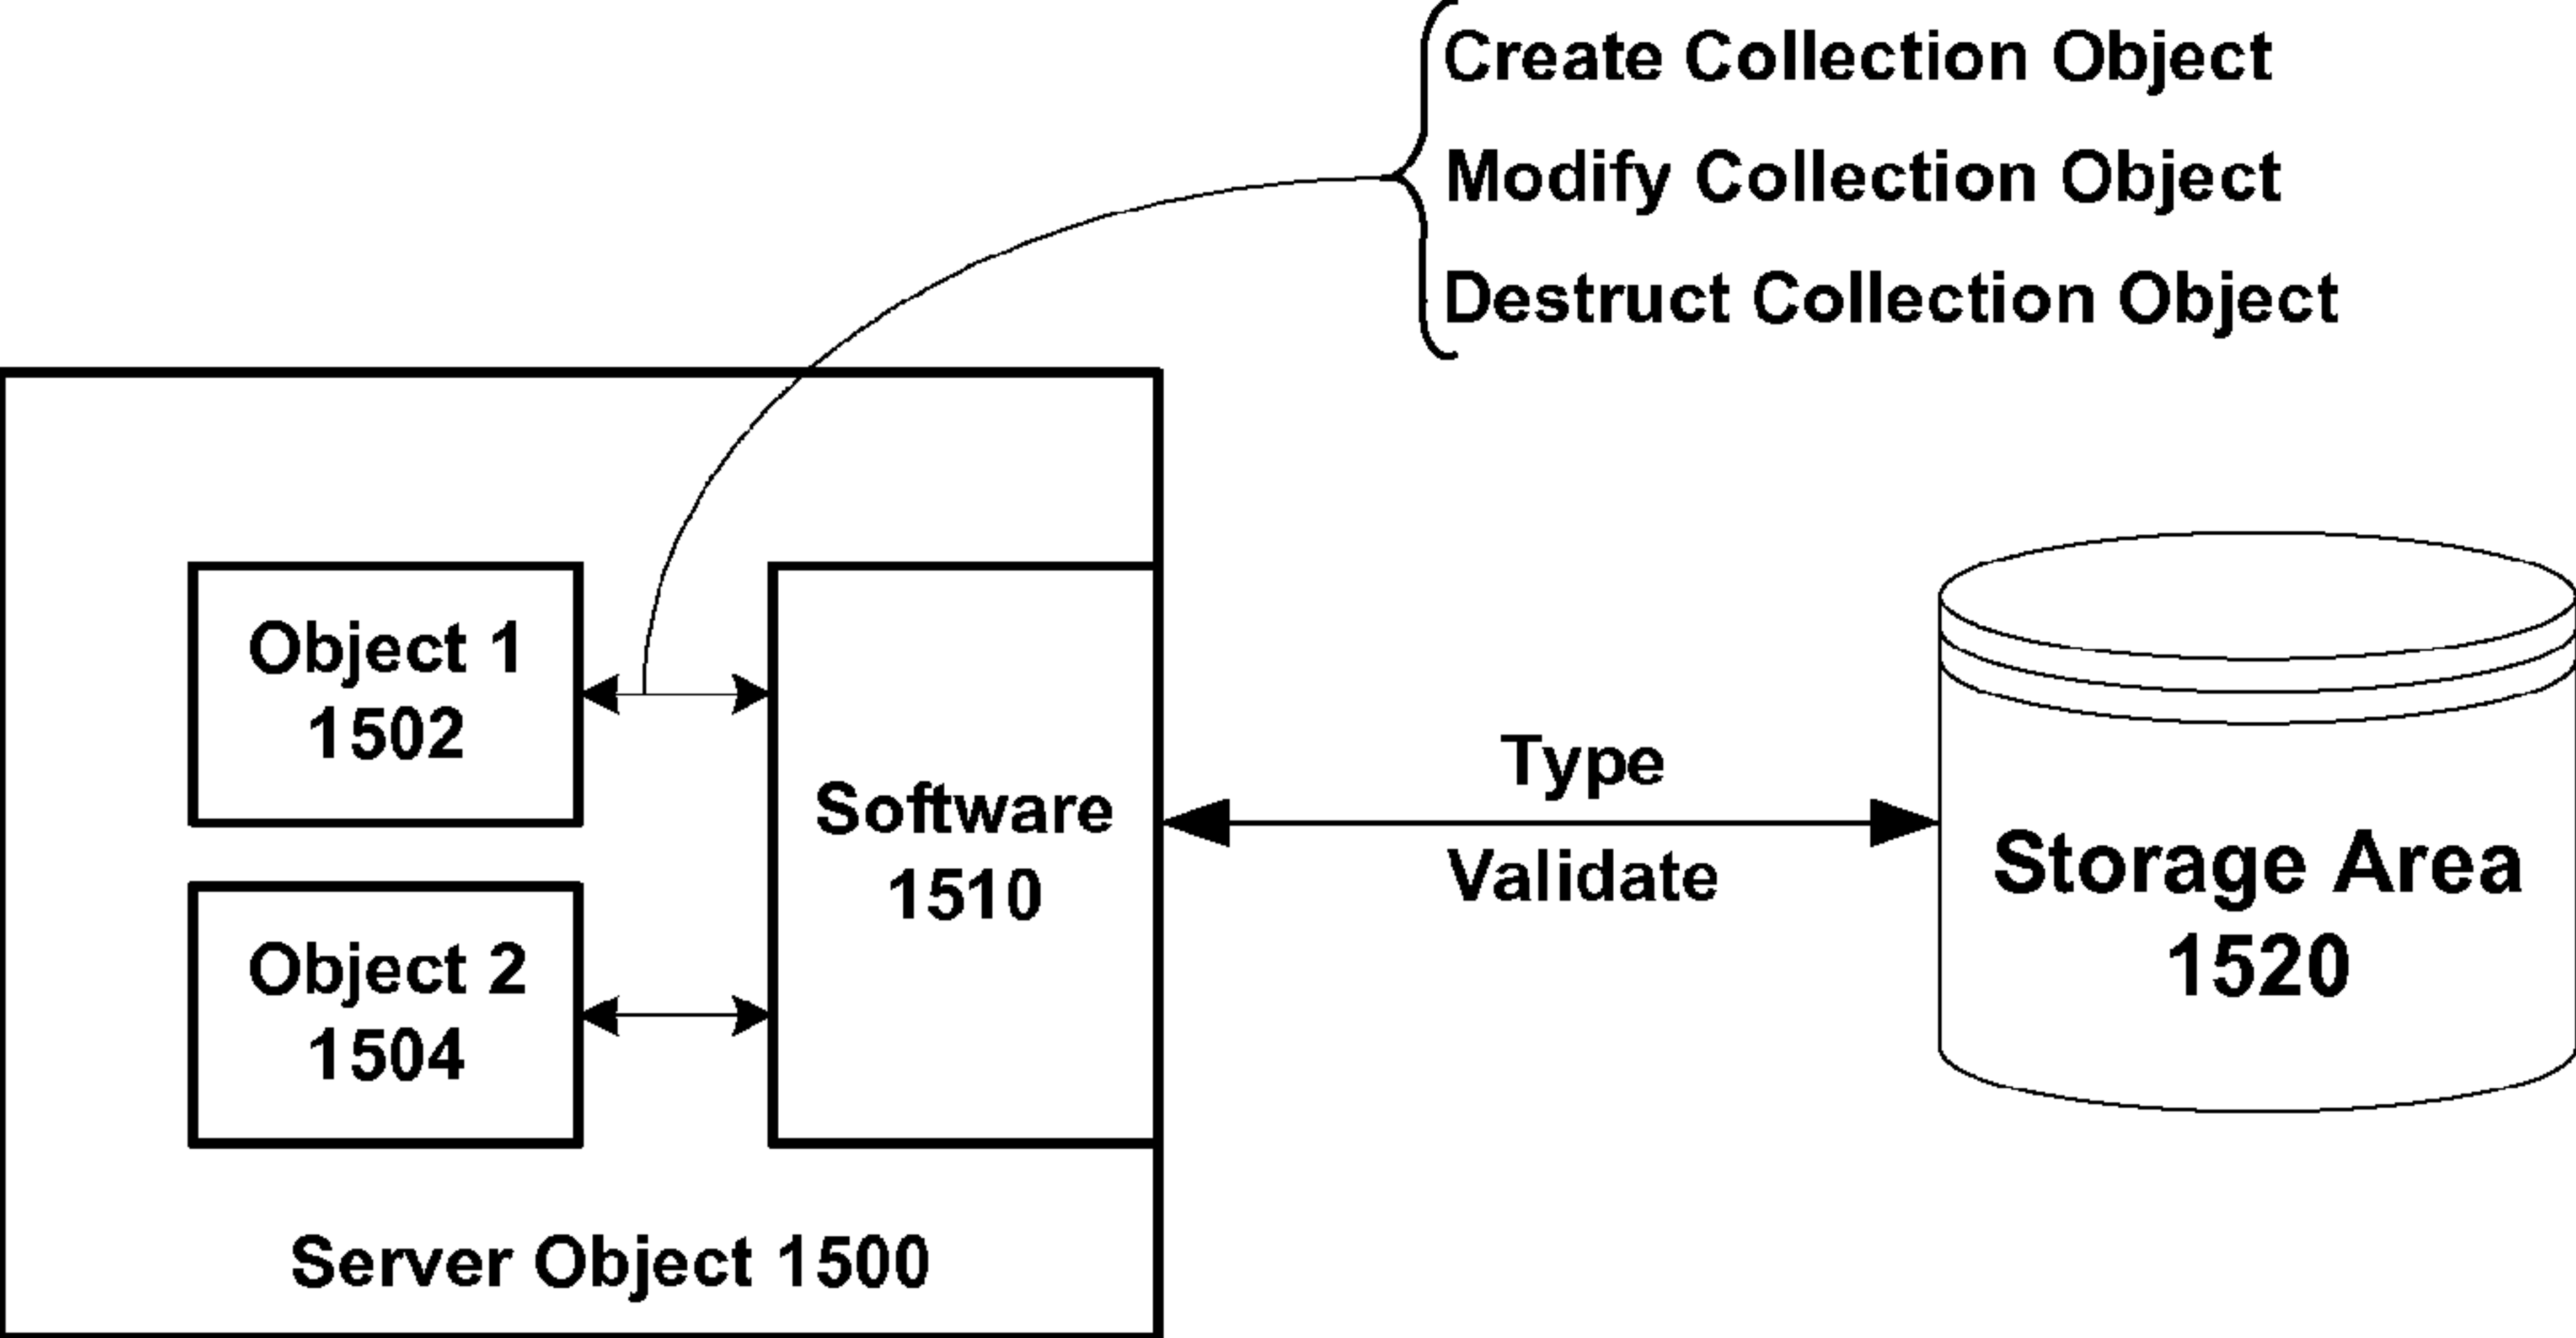 Create Collection Object
Modify Collection Object
Destruct Collection Object
Object 1
1502
Software
1510
Object 2
1504
Server Object 1500
Type
Validate
Storage Area
1520